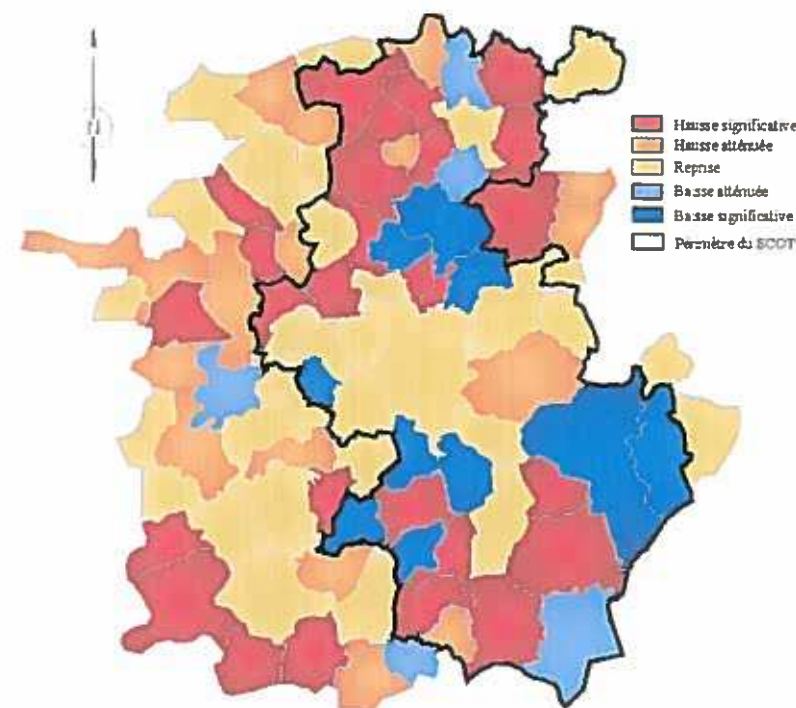 N
Hausse significative
Hausse atténuée
Reprise
Baisse atténuée
Baisse significative
Périmètre du SCOT